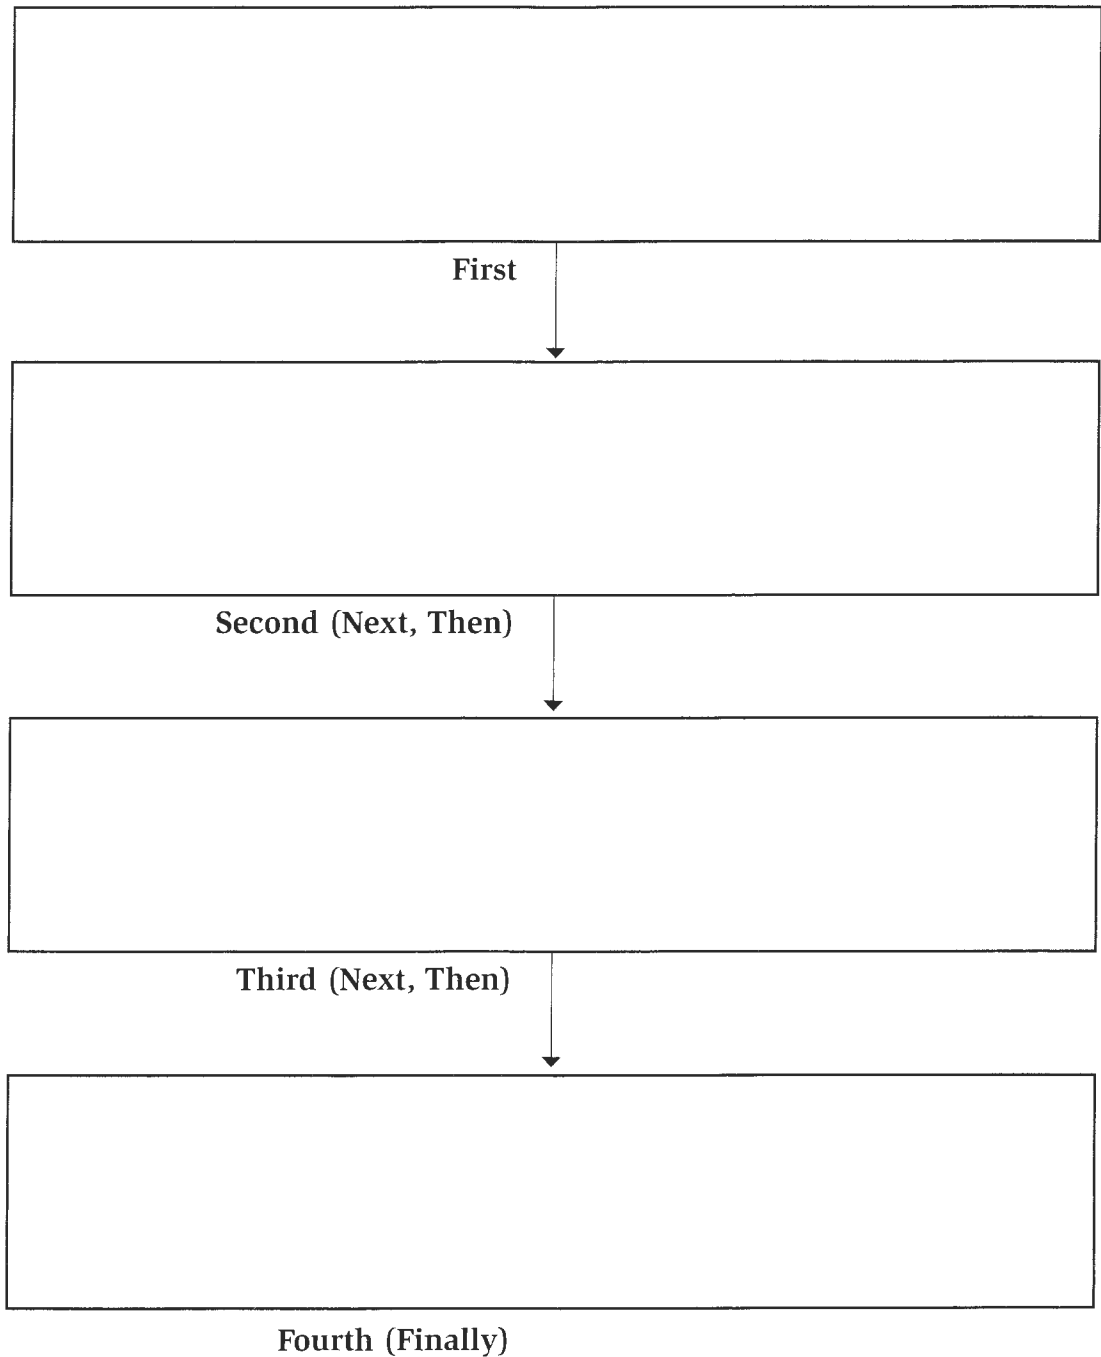 First
Second (Next, Then)
Third (Next, Then)
Fourth (Finally)